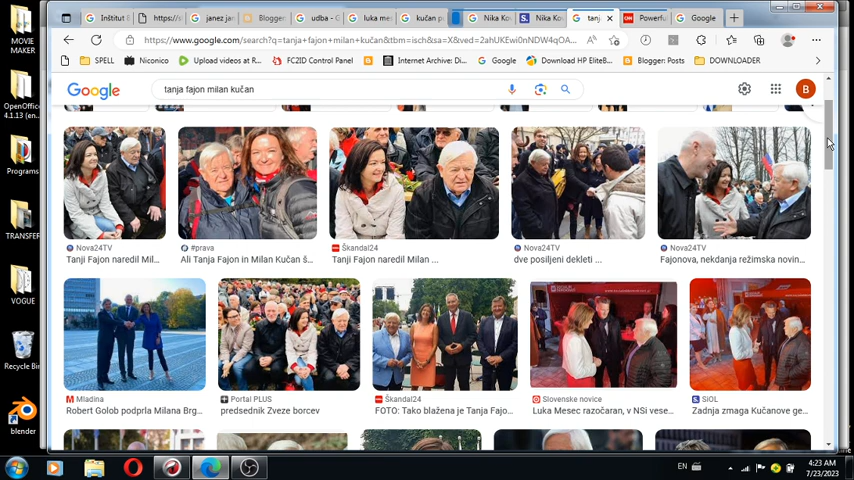 MOVIE MAKER
OpenOffice 4.1.13 (en...
Programs
TRANSFER
VOGUE
Recycle Bin
blender
Inštitut
https://s
janez jan
Blogger:
udba - G
luka me
kučan p
Nika Ko
Nika Ko
tanj
Powerfu
Google
https://www.google.com/search?q=tanja+fajon+milan+kučan&tbm=isch&sa=X&ved=2ahUKEwi0nNDW4qOA...
SPELL
Niconico
Upload videos at R...
FC2ID Control Panel
Blogs
Internet Archive: Di...
Google
Download HP EliteB...
Blogger: Posts
DOWNLOADER
Google
tanja fajon milan kučan
B
Nova24TV
Tanji Fajon naredil Mil...
#prava
Ali Tanja Fajon in Milan Kučan š...
Škandal24
Tanji Fajon naredil Milan ...
Nova24TV
dve posiljeni dekleti ...
Nova24TV
Fajonova, nekdanja režimska novin...
Mladina
Robert Golob podprla Milana Brg...
Portal PLUS
predsednik Zveze borcev
Škandal24
FOTO: Tako blažena je Tanja Fajo...
Slovenske novice
Luka Mesec razočaran, v NSi vese...
SiOL
Zadnja zmaga Kučanove ge...
EN
4:23 AM
7/23/2023